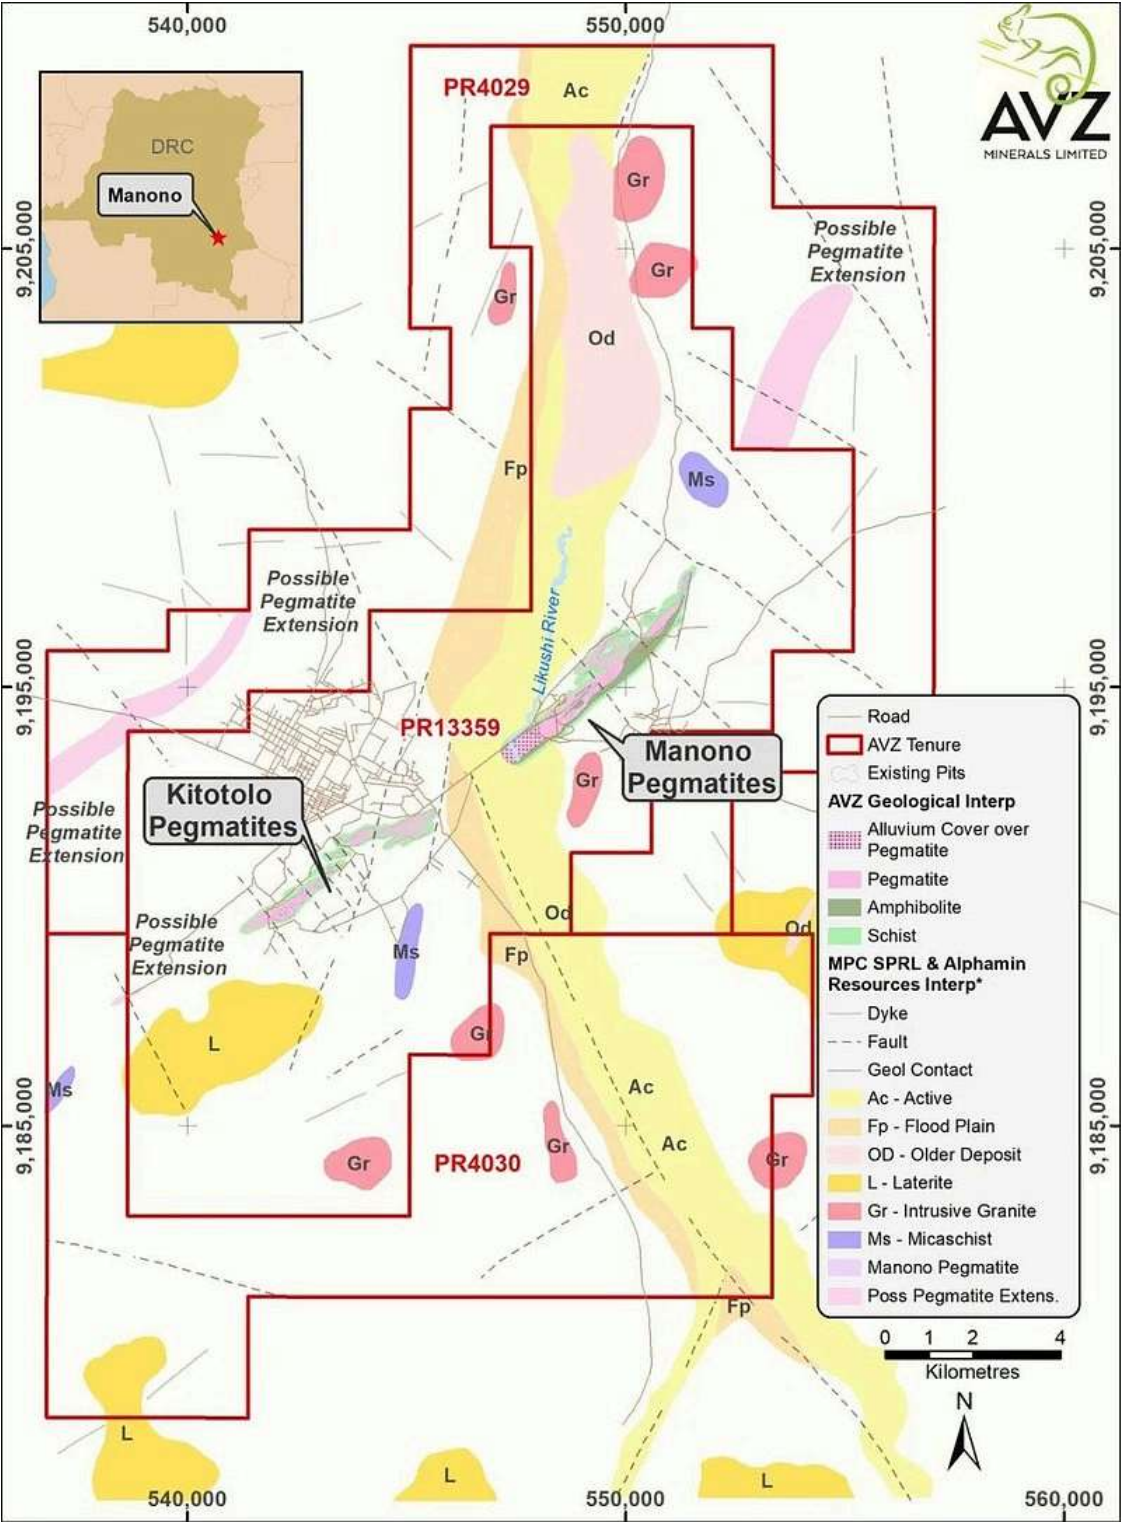 540,000
550,000
PR4029
Ac
AVZ
MINERALS LIMITED
DRC
Manono
Gr
9,205,000
Possible
Pegmatite
Extension
9,205,000
Gr
Gr
Od
Fp
Ms
Possible
Pegmatite
Extension
Likushi River
9,195,000
9,195,000
PR13359
Manono
Pegmatites
Gr
Kitotolo
Pegmatites
Possible
Pegmatite
Extension
Possible
Pegmatite
Extension
Od
Od
Ms
Fp
Gr
L
Ms
Ac
Ac
9,185,000
9,185,000
Gr
Gr
Gr
PR4030
Fp
L
L
L
Road
AVZ Tenure
Existing Pits
AVZ Geological Interp
Alluvium Cover over
Pegmatite
Pegmatite
Amphibolite
Schist
MPC SPRL & Alphamin
Resources Interp*
Dyke
Fault
Geol Contact
Ac - Active
Fp - Flood Plain
OD - Older Deposit
L - Laterite
Gr - Intrusive Granite
Ms - Micaschist
Manono Pegmatite
Poss Pegmatite Extens.
0 1 2 4
Kilometres
N
540,000
550,000
560,000